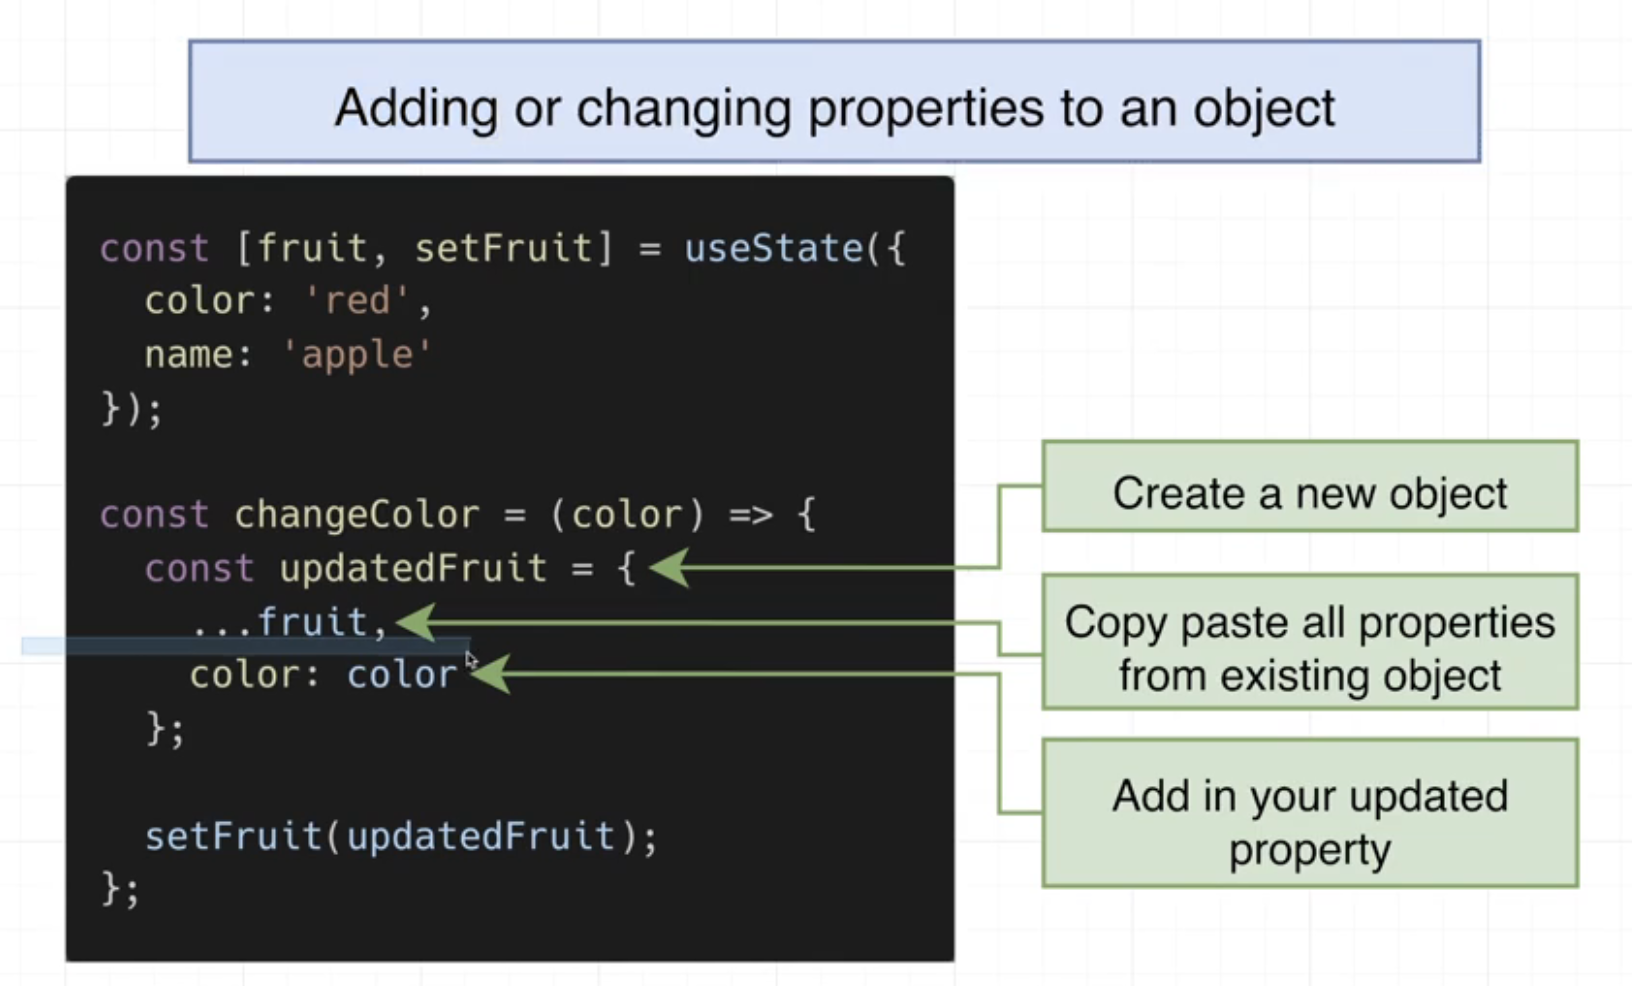 Adding or changing properties to an object
const [fruit, setFruit] = useState({
  color: 'red',
  name: 'apple'
});
const changeColor = (color) => {
  const updatedFruit = {
    ...fruit,
    color: color
  };
  setFruit(updatedFruit);
};
Create a new object
Copy paste all properties
from existing object
Add in your updated
property